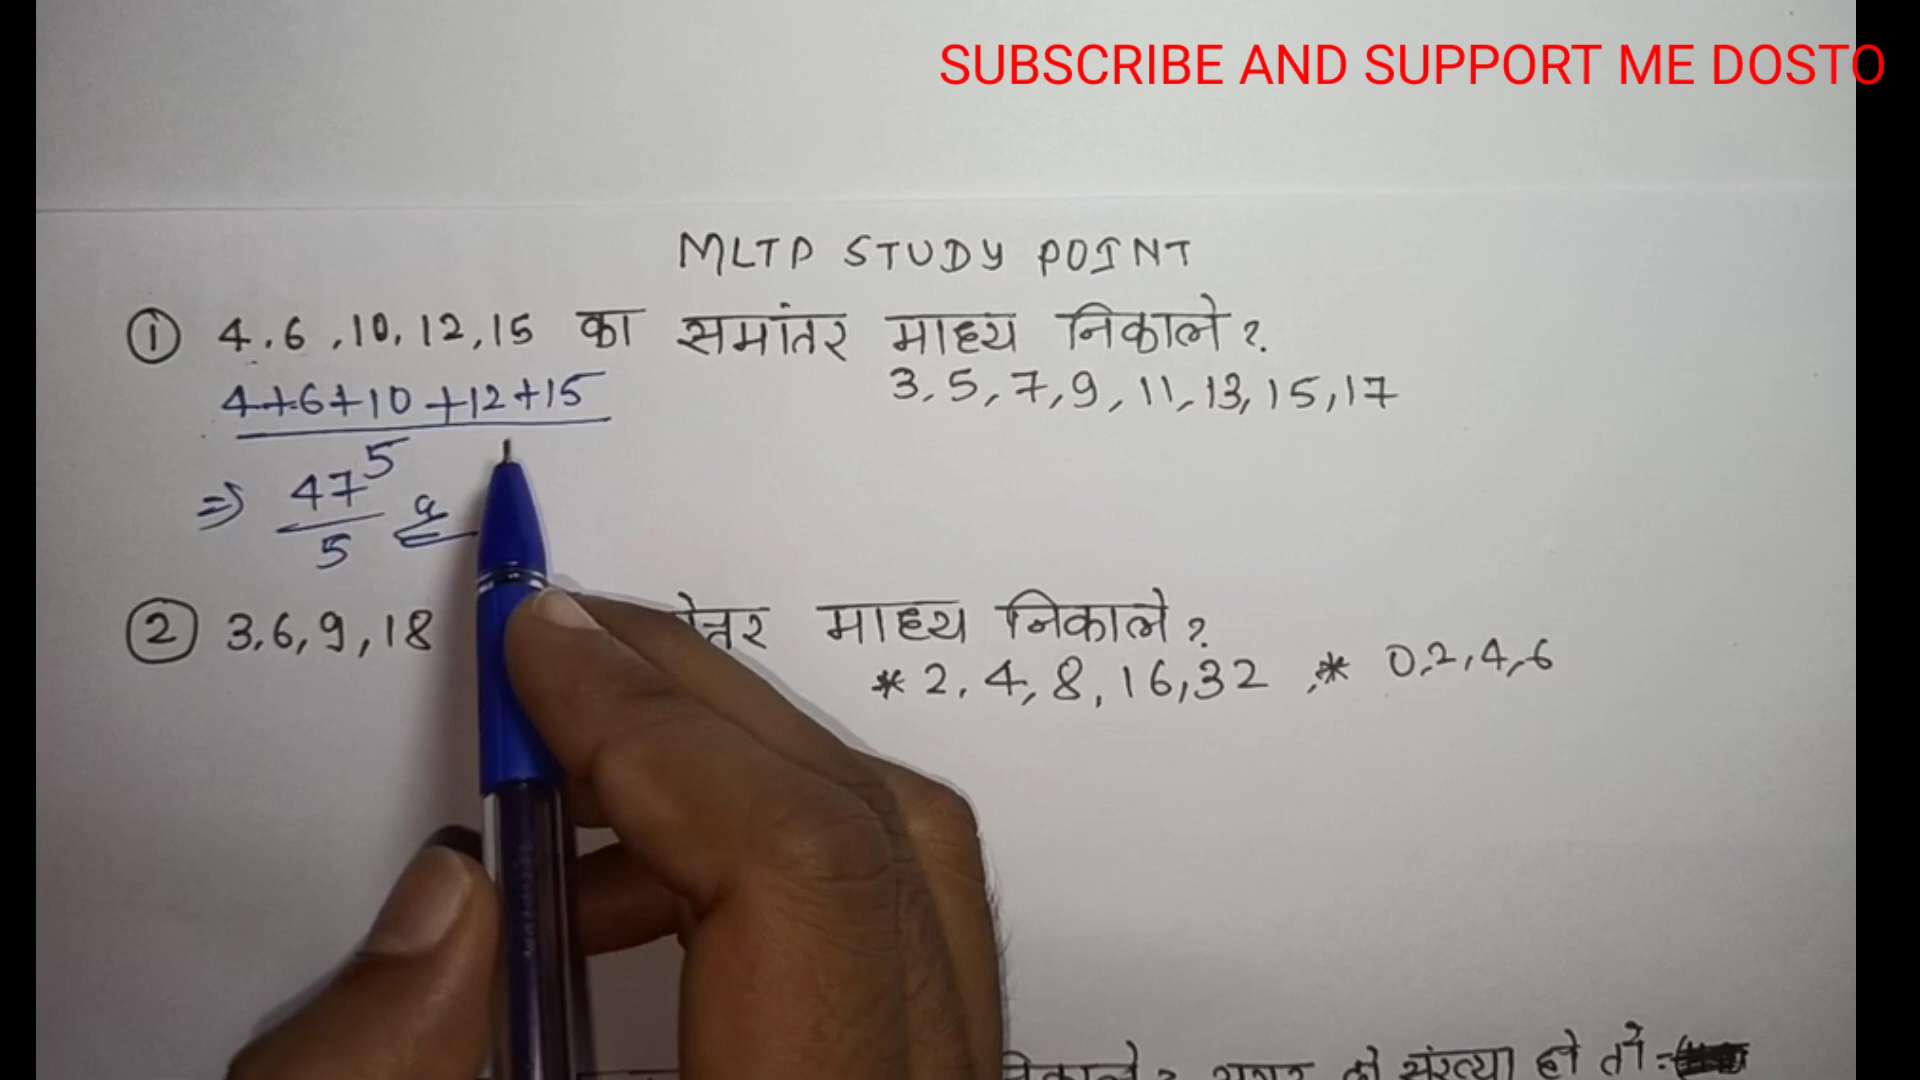 SUBSCRIBE AND SUPPORT ME DOSTO
MLTP STUDY POINT
① 4, 6, 10, 12, 15 का समांतर माध्य निकाले ?
4+6+10+12+15
3, 5, 7, 9, 11, 13, 15, 17
5
⇒ 47
5
② 3, 6, 9, 18 माध्य निकाले ?
* 2, 4, 8, 16, 32 , * 0, 2, 4, 6
? अगर दो संख्या हो तो